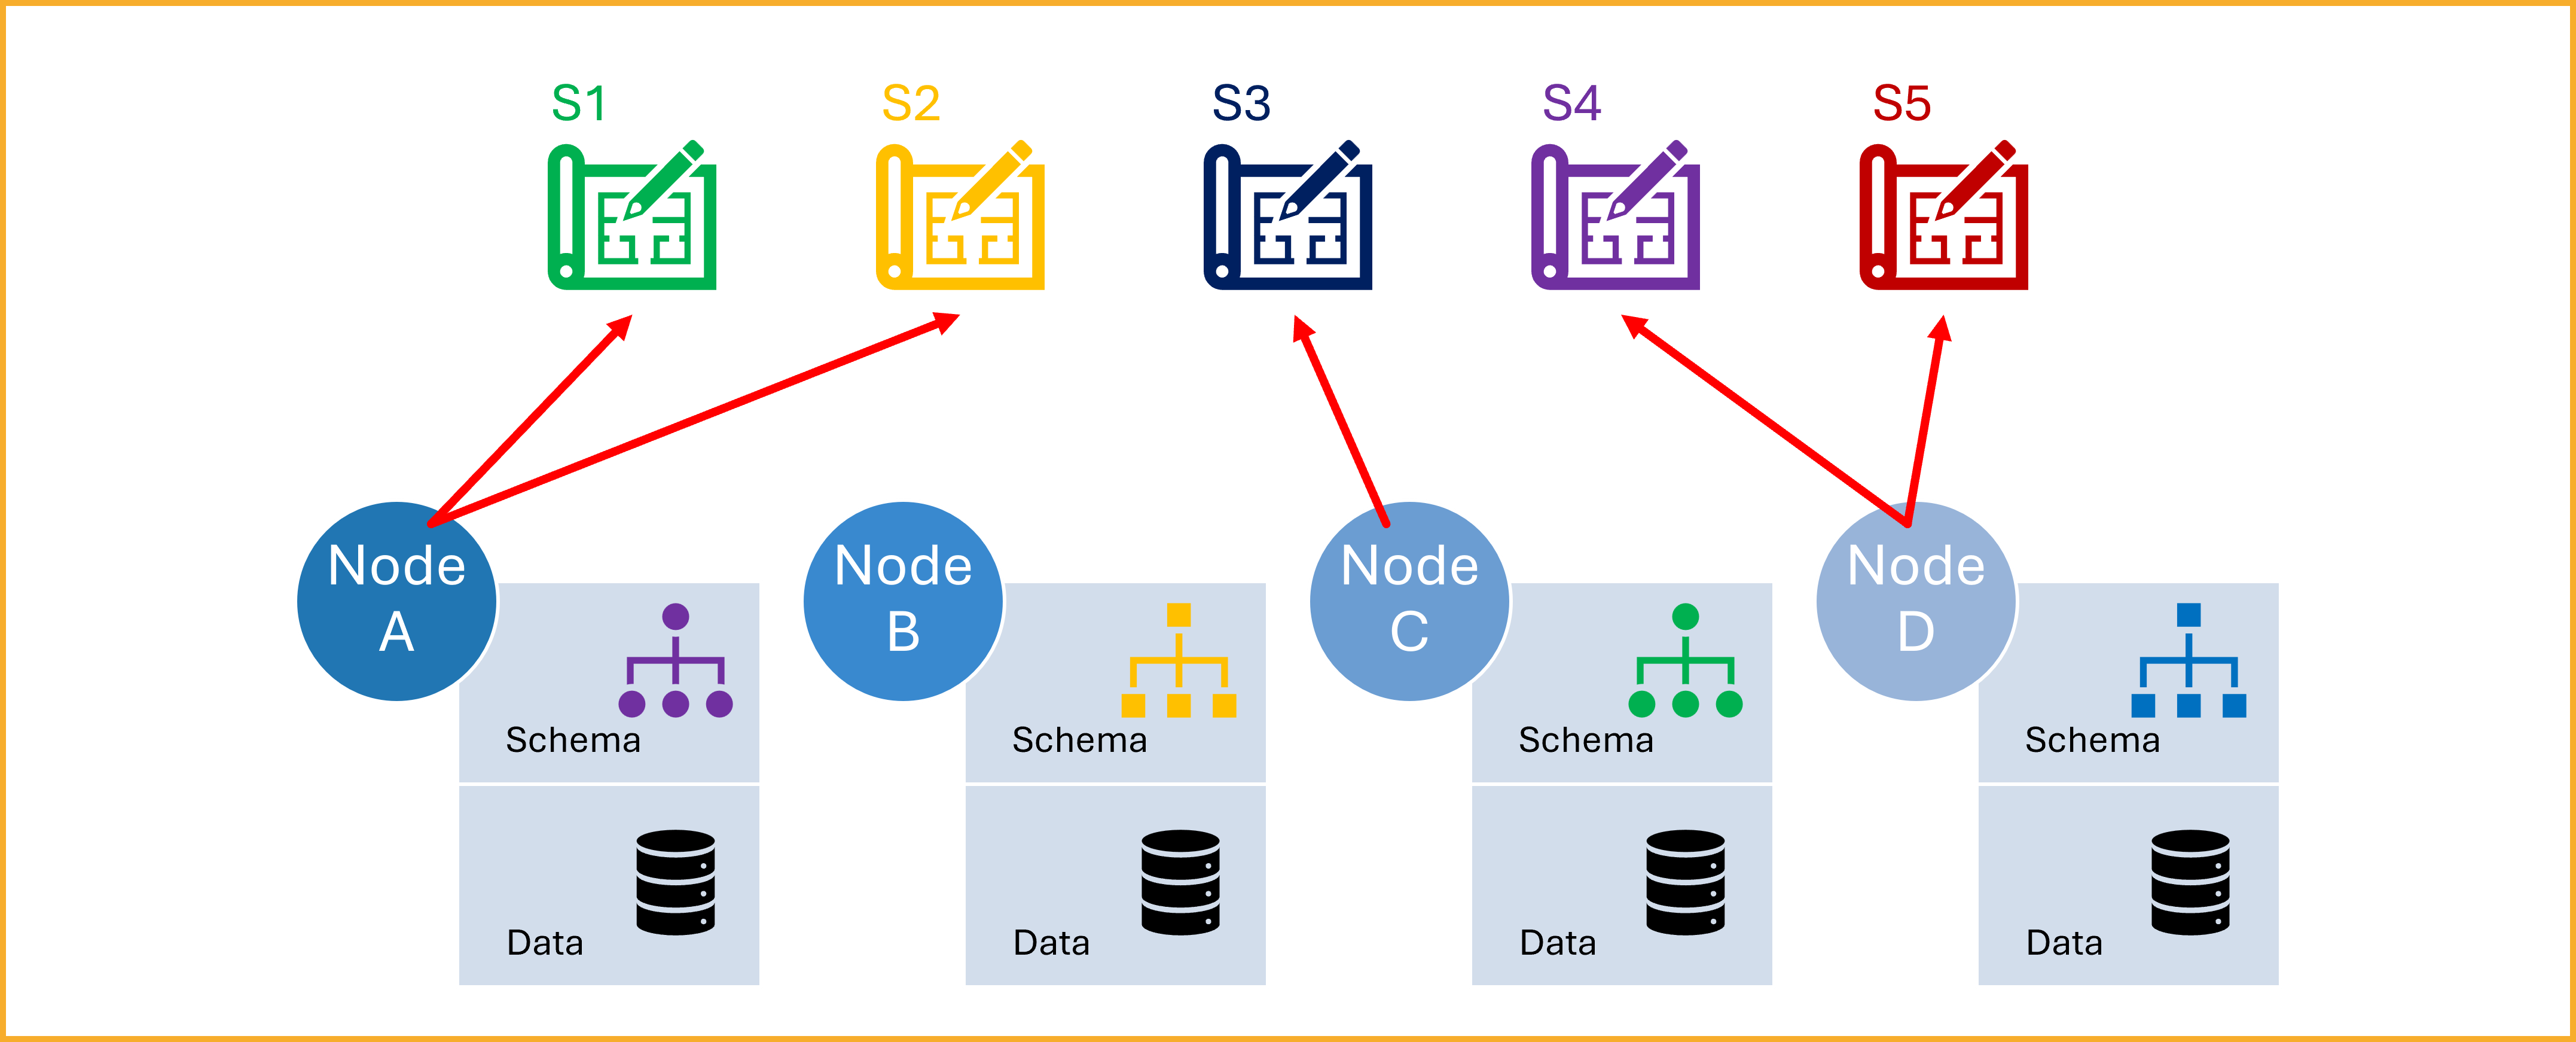 S1
S2
S3
S4
S5
Node
A
Node
B
Node
C
Node
D
Schema
Schema
Schema
Schema
Data
Data
Data
Data